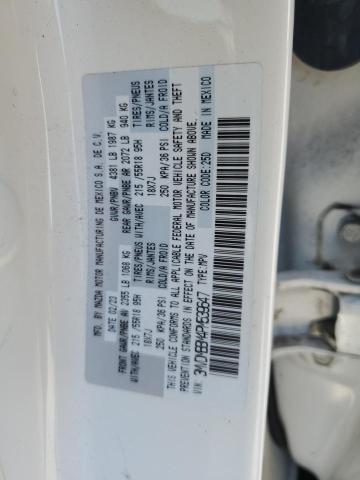 MFD. BY MAZDA MOTOR MANUFACTURING DE MEXICO S.A. DE C.V.
DATE: 02/23 GVWR/PNBV 4381 LB 1987 KG
FRONT GAWR/PNBE AV 2355 LB 1068 KG REAR GAWR/PNBE AR 2072 LB 940 KG
WITH/AVEC 215/55R18 95H TIRES/PNEUS WITH/AVEC 215/55R18 95H TIRES/PNEUS
18X7J RIMS/JANTES 18X7J RIMS/JANTES
250 KPA/36 PSI COLD/A FROID 250 KPA/36 PSI COLD/A FROID
THIS VEHICLE CONFORMS TO ALL APPLICABLE FEDERAL MOTOR VEHICLE SAFETY AND THEFT
PREVENTION STANDARDS IN EFFECT ON THE DATE OF MANUFACTURE SHOWN ABOVE.
VIN: TYPE: MPV COLOR CODE: 25D MADE IN MEXICO